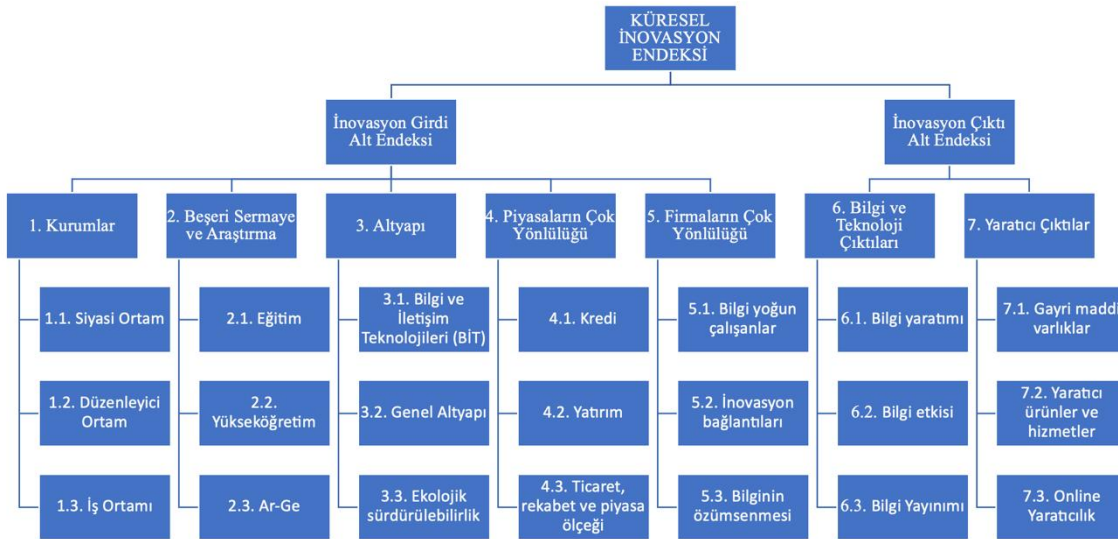 KÜRESEL
İNOVASYON
ENDEKSİ
İnovasyon Girdi
Alt Endeksi
İnovasyon Çıktı
Alt Endeksi
1. Kurumlar
2. Beşeri Sermaye
ve Araştırma
3. Altyapı
4. Piyasaların Çok
Yönlülüğü
5. Firmaların Çok
Yönlülüğü
6. Bilgi ve
Teknoloji
Çıktıları
7. Yaratıcı Çıktılar
1.1. Siyasi Ortam
2.1. Eğitim
3.1. Bilgi ve
İletişim
Teknolojileri (BİT)
4.1. Kredi
5.1. Bilgi yoğun
çalışanlar
6.1. Bilgi yaratımı
7.1. Gayri maddi
varlıklar
1.2. Düzenleyici
Ortam
2.2.
Yükseköğretim
3.2. Genel Altyapı
4.2. Yatırım
5.2. İnovasyon
bağlantıları
6.2. Bilgi etkisi
7.2. Yaratıcı
ürünler ve
hizmetler
1.3. İş Ortamı
2.3. Ar-Ge
3.3. Ekolojik
sürdürülebilirlik
4.3. Ticaret,
rekabet ve piyasa
ölçeği
5.3. Bilginin
özümsenmesi
6.3. Bilgi Yayınımı
7.3. Online
Yaratıcılık